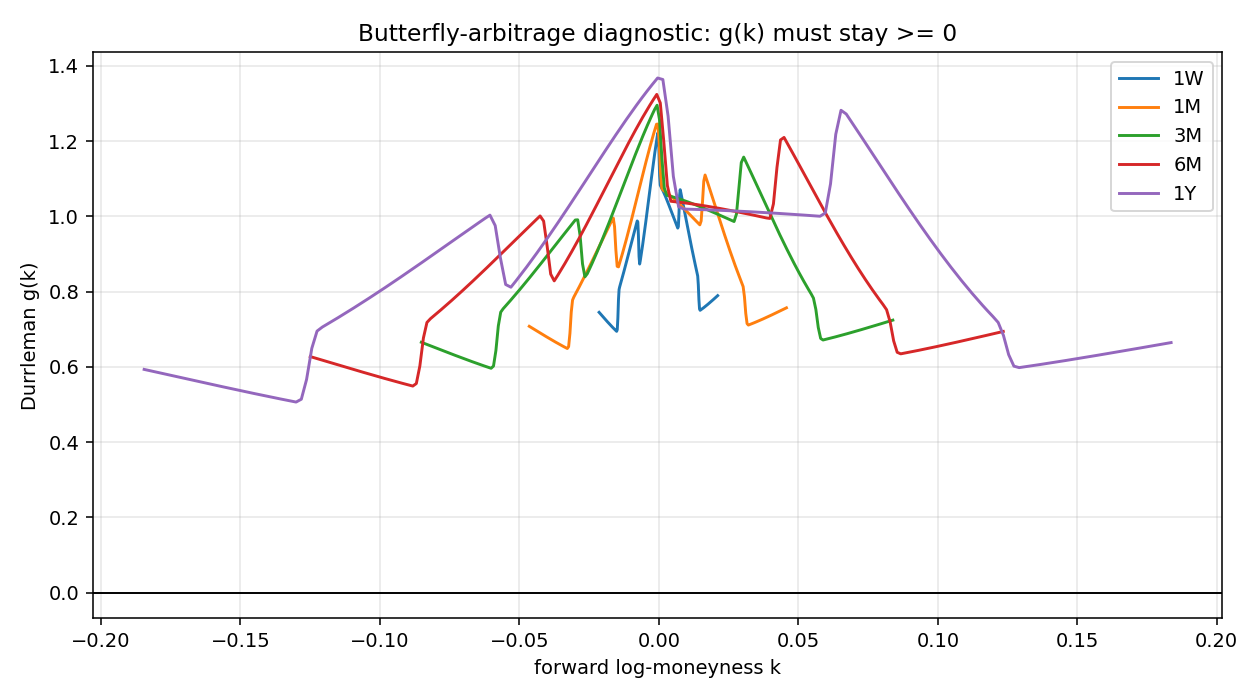 Butterfly-arbitrage diagnostic: g(k) must stay >= 0
1.4
1.2
1.0
0.8
0.6
0.4
0.2
0.0
Durrleman g(k)
1W
1M
3M
6M
1Y
−0.20
−0.15
−0.10
−0.05
0.00
0.05
0.10
0.15
0.20
forward log-moneyness k